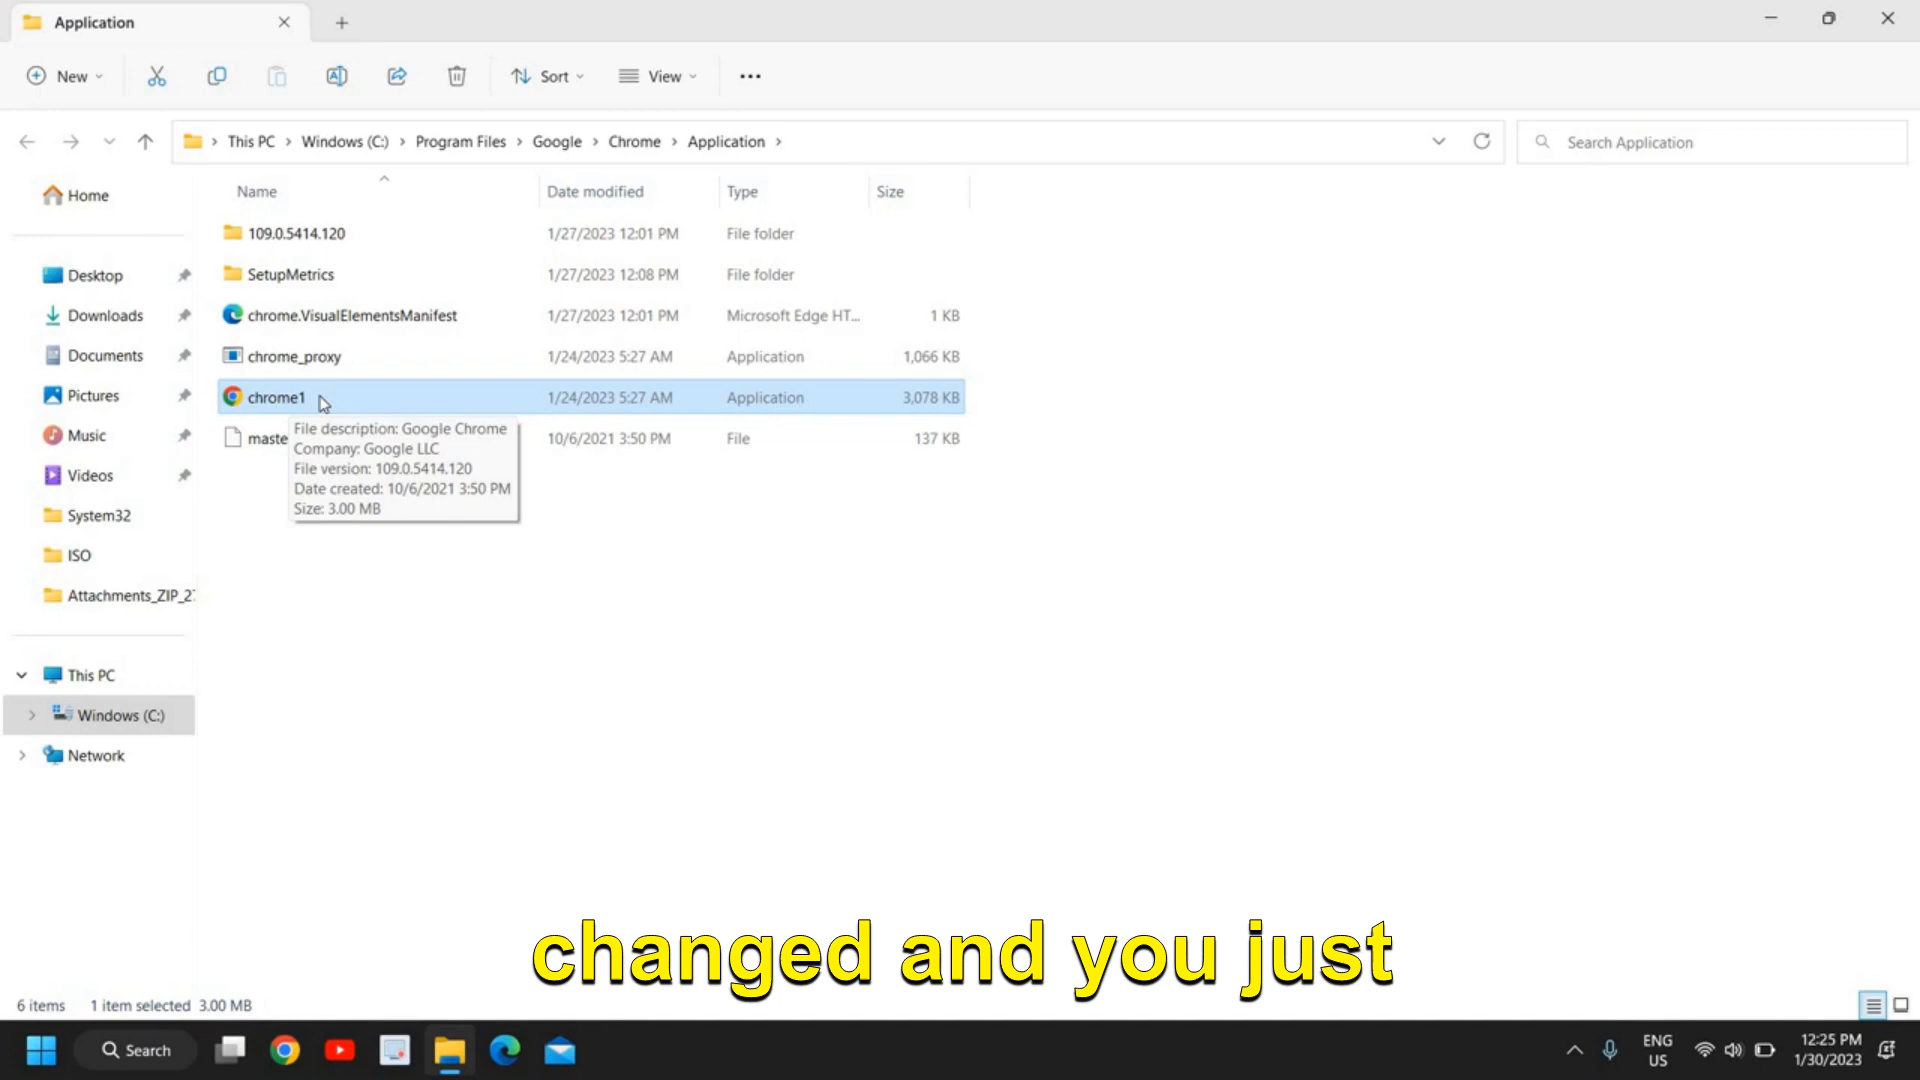 Application
New
Sort
View
This PC > Windows (C:) > Program Files > Google > Chrome > Application >
Search Application
Name Date modified Type Size
109.0.5414.120 1/27/2023 12:01 PM File folder
SetupMetrics 1/27/2023 12:08 PM File folder
chrome.VisualElementsManifest 1/27/2023 12:01 PM Microsoft Edge HT... 1 KB
chrome_proxy 1/24/2023 5:27 AM Application 1,066 KB
chrome1 1/24/2023 5:27 AM Application 3,078 KB
maste 10/6/2021 3:50 PM File 137 KB
File description: Google Chrome
Company: Google LLC
File version: 109.0.5414.120
Date created: 10/6/2021 3:50 PM
Size: 3.00 MB
Home
Desktop
Downloads
Documents
Pictures
Music
Videos
System32
ISO
Attachments_ZIP_2
This PC
Windows (C:)
Network
changed and you just
6 items 1 item selected 3.00 MB
Search
ENG
US
12:25 PM
1/30/2023